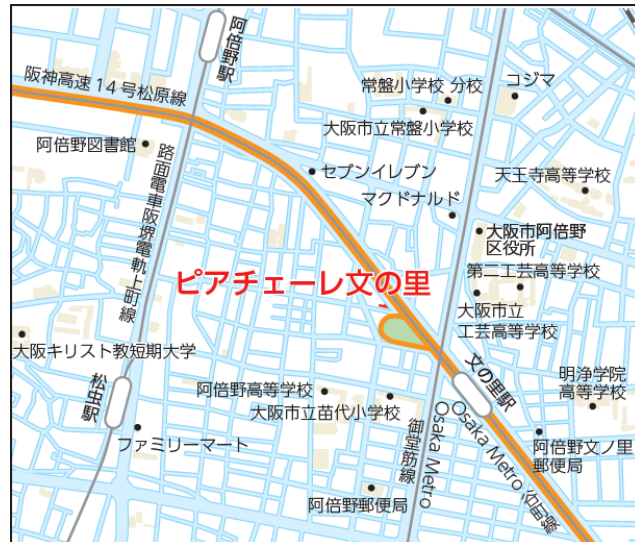 阿倍野駅
阪神高速14号松原線
常盤小学校 分校
コジマ
大阪市立常盤小学校
阿倍野図書館
路面電車阪堺電軌上町線
セブンイレブン
天王寺高等学校
マクドナルド
大阪市阿倍野
区役所
第二工芸高等学校
ピアチェーレ文の里
大阪市立
工芸高等学校
大阪キリスト教短期大学
文の里駅
明浄学院
高等学校
松虫駅
阿倍野高等学校
大阪市立苗代小学校
御堂筋線
Osaka Metro
Osaka Metro 谷町線
ファミリーマート
阿倍野文ノ里
郵便局
阿倍野郵便局